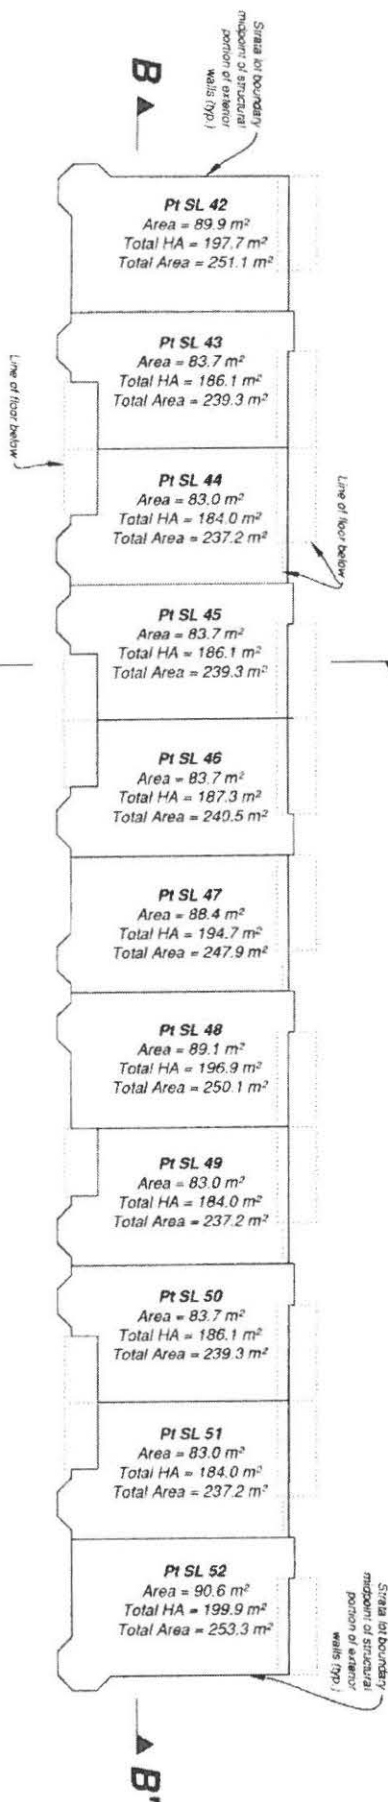 B
Strata lot boundary
midpoint of structural
portion of exterior
walls (typ.)
Pt SL 42
Area = 89.9 m²
Total HA = 197.7 m²
Total Area = 251.1 m²
Pt SL 43
Area = 83.7 m²
Total HA = 186.1 m²
Total Area = 239.3 m²
Line of floor below
Pt SL 44
Area = 83.0 m²
Total HA = 184.0 m²
Total Area = 237.2 m²
Line of floor below
Pt SL 45
Area = 83.7 m²
Total HA = 186.1 m²
Total Area = 239.3 m²
Pt SL 46
Area = 83.7 m²
Total HA = 187.3 m²
Total Area = 240.5 m²
Pt SL 47
Area = 88.4 m²
Total HA = 194.7 m²
Total Area = 247.9 m²
Pt SL 48
Area = 89.1 m²
Total HA = 196.9 m²
Total Area = 250.1 m²
Pt SL 49
Area = 83.0 m²
Total HA = 184.0 m²
Total Area = 237.2 m²
Pt SL 50
Area = 83.7 m²
Total HA = 186.1 m²
Total Area = 239.3 m²
Pt SL 51
Area = 83.0 m²
Total HA = 184.0 m²
Total Area = 237.2 m²
Pt SL 52
Area = 90.6 m²
Total HA = 199.9 m²
Total Area = 253.3 m²
Strata lot boundary
midpoint of structural
portion of exterior
walls (typ.)
B'